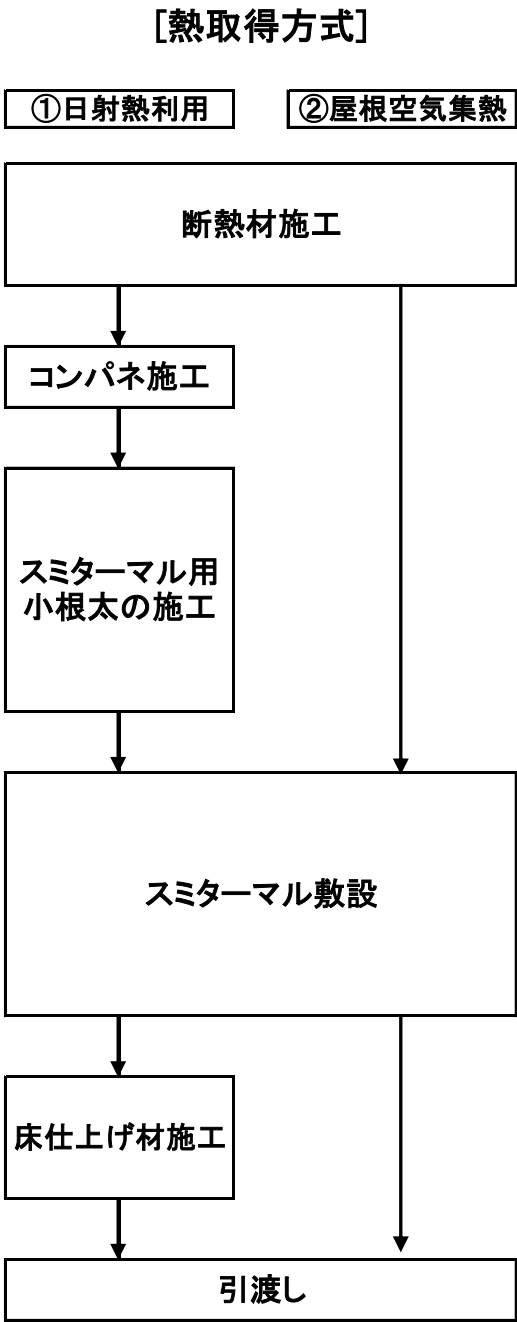 [熱取得方式]
①日射熱利用
②屋根空気集熱
断熱材施工
コンパネ施工
スミターマル用
小根太の施工
スミターマル敷設
床仕上げ材施工
引渡し